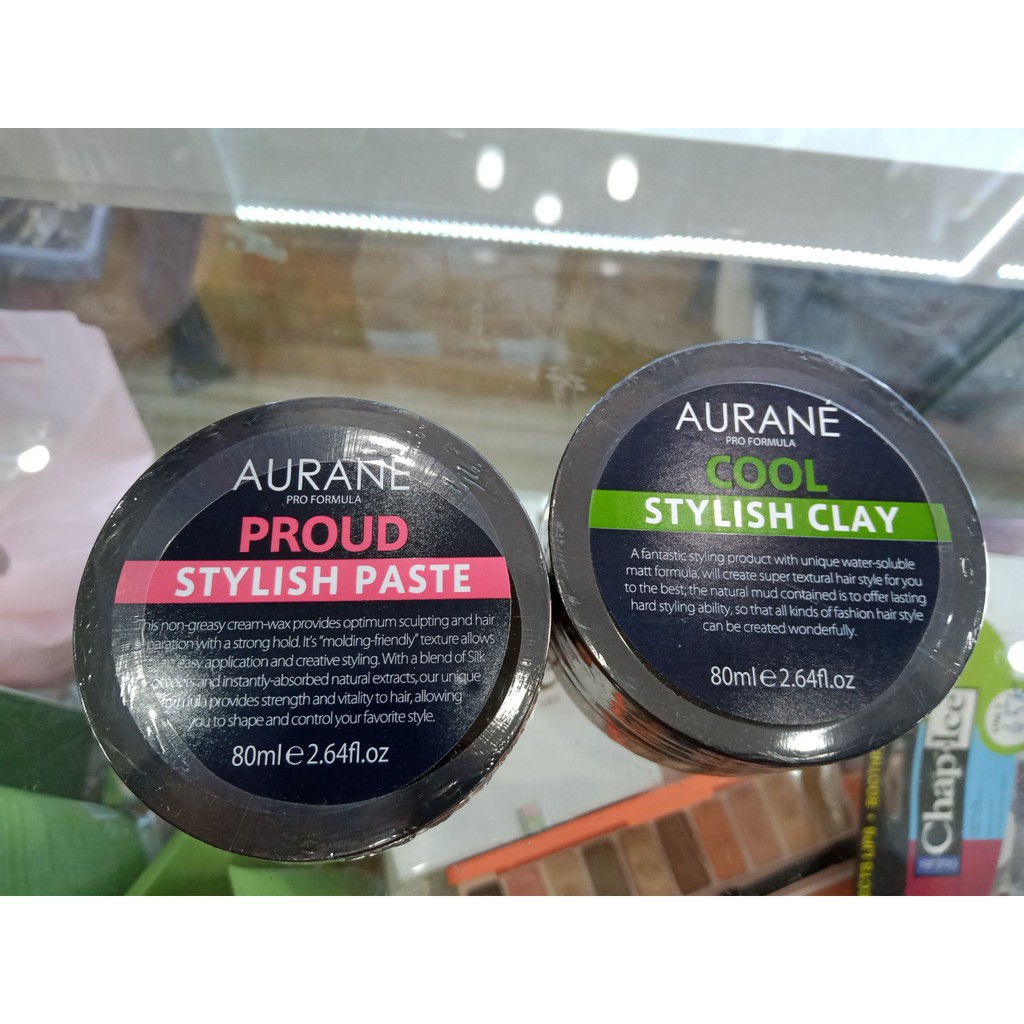 AURANÉ
PRO FORMULA
PROUD
STYLISH PASTE
This non-greasy cream-wax provides optimum sculpting and hair
with a strong hold. It's "molding-friendly" texture allows
easy application and creative styling. With a blend of Silk
and instantly-absorbed natural extracts, our unique
formula provides strength and vitality to hair, allowing
you to shape and control your favorite style.
80ml e 2.64fl.oz
AURANÉ
PRO FORMULA
COOL
STYLISH CLAY
A fantastic styling product with unique water-soluble
matt formula, will create super textural hair style for you
to the best; the natural mud contained is to offer lasting
hard styling ability, so that all kinds of fashion hair style
can be created wonderfully.
80ml e 2.64fl.oz
Chap-Ice